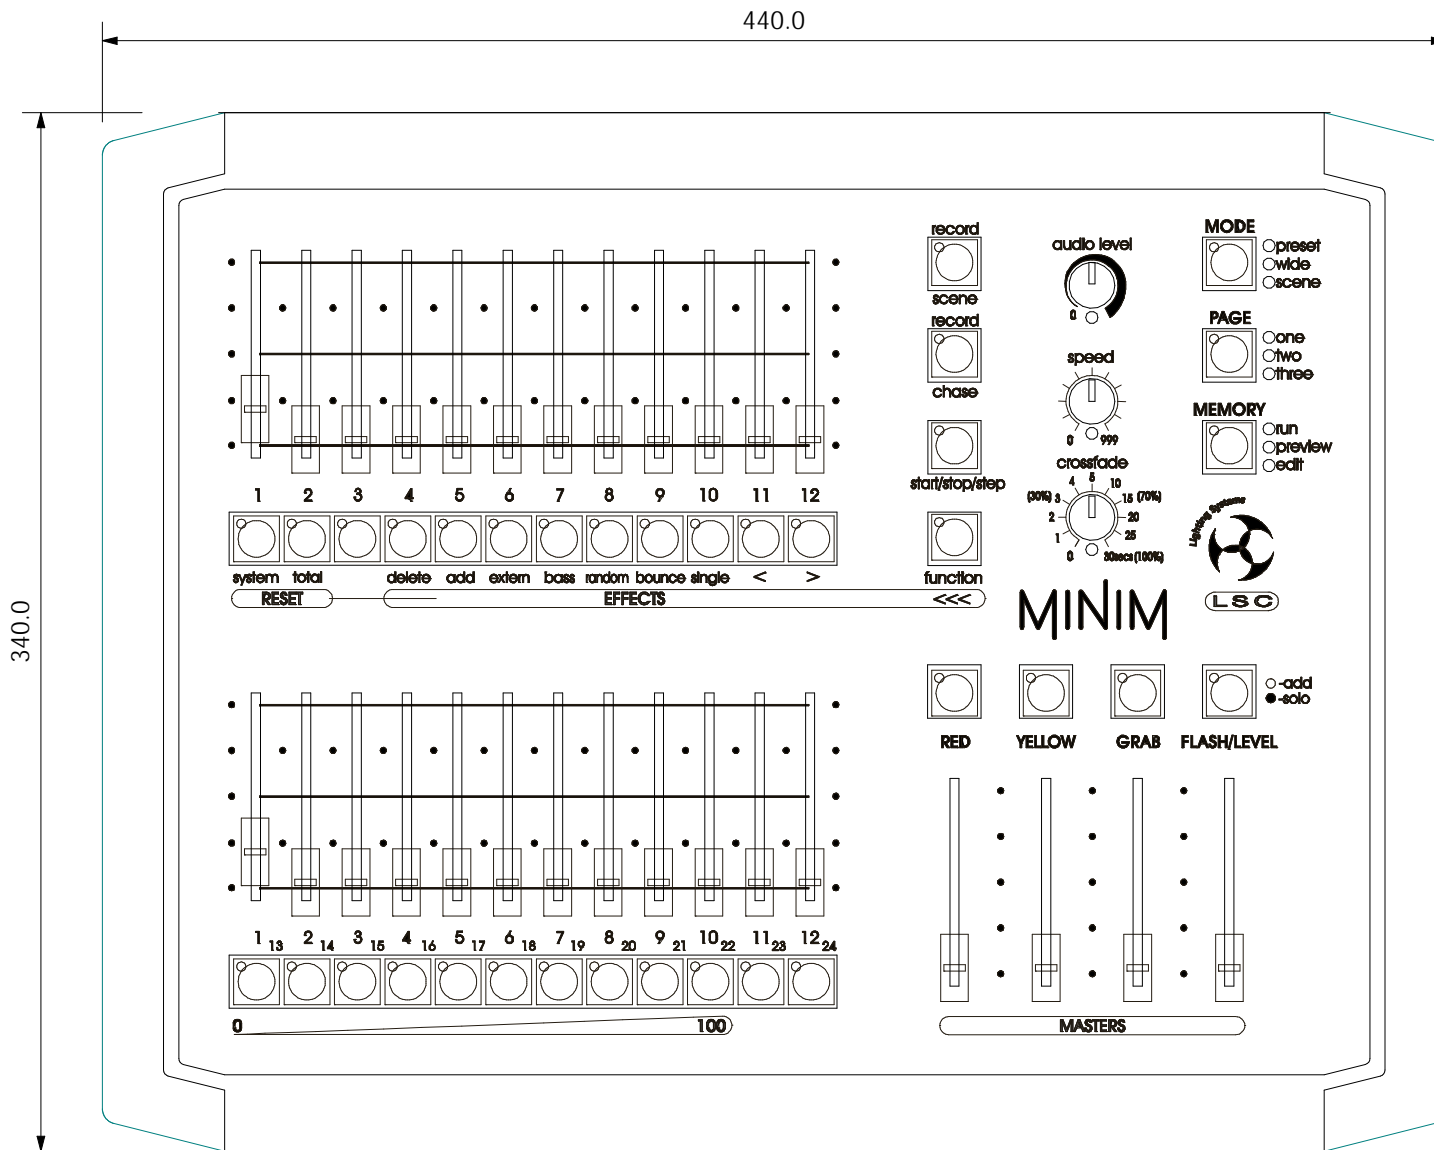 440.0
340.0
record
scene
record
chase
start/stop/step
function
audio level
0
speed
0 999
crossfade
5
4 10
(30%) 3 15 (70%)
2 20
1 25
0 30secs(100%)
MODE
preset
wide
scene
PAGE
one
two
three
MEMORY
run
preview
edit
1 2 3 4 5 6 7 8 9 10 11 12
system total delete add extern bass random bounce single < >
RESET EFFECTS <<<
MINIM
Lighting Systems
LSC
-add
-solo
RED YELLOW GRAB FLASH/LEVEL
1 13 2 14 3 15 4 16 5 17 6 18 7 19 8 20 9 21 10 22 11 23 12 24
0 100
MASTERS